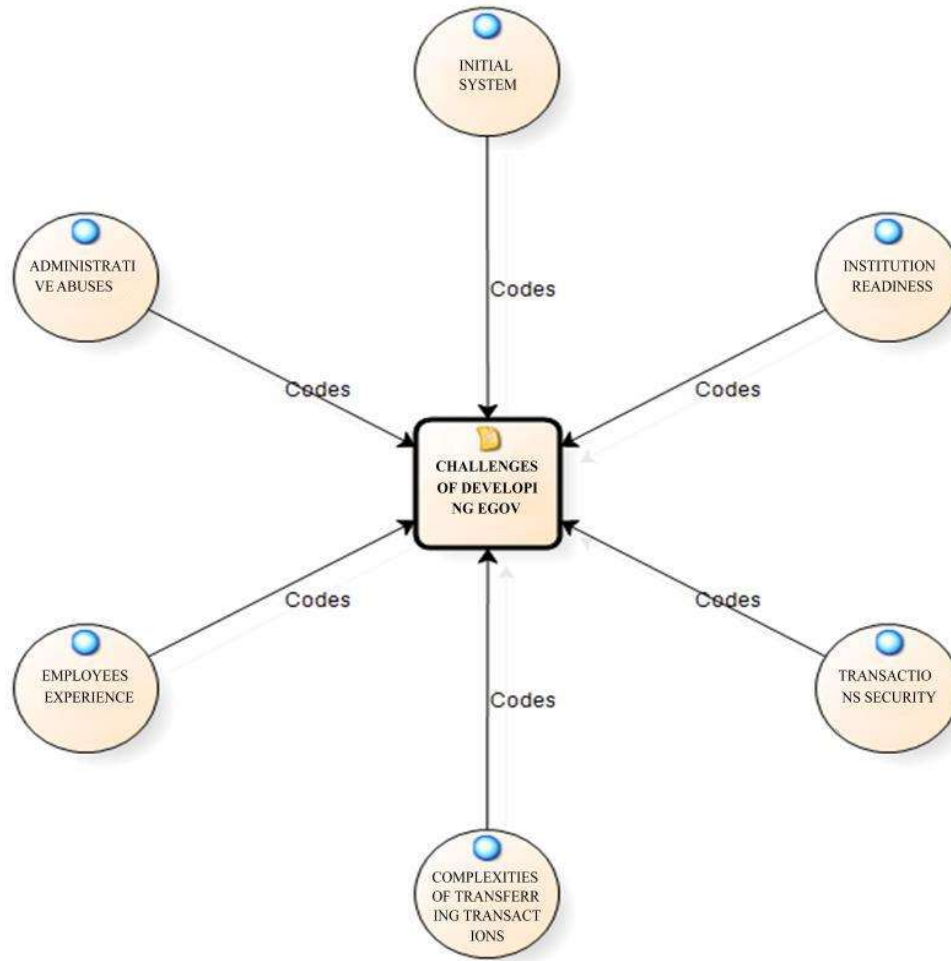 INITIAL
SYSTEM
ADMINISTRATI
VE ABUSES
INSTITUTION
READINESS
Codes
Codes
Codes
CHALLENGES
OF DEVELOPI
NG EGOV
Codes
Codes
EMPLOYEES
EXPERIENCE
TRANSACTIO
NS SECURITY
Codes
COMPLEXITIES
OF TRANSFERR
ING TRANSACT
IONS